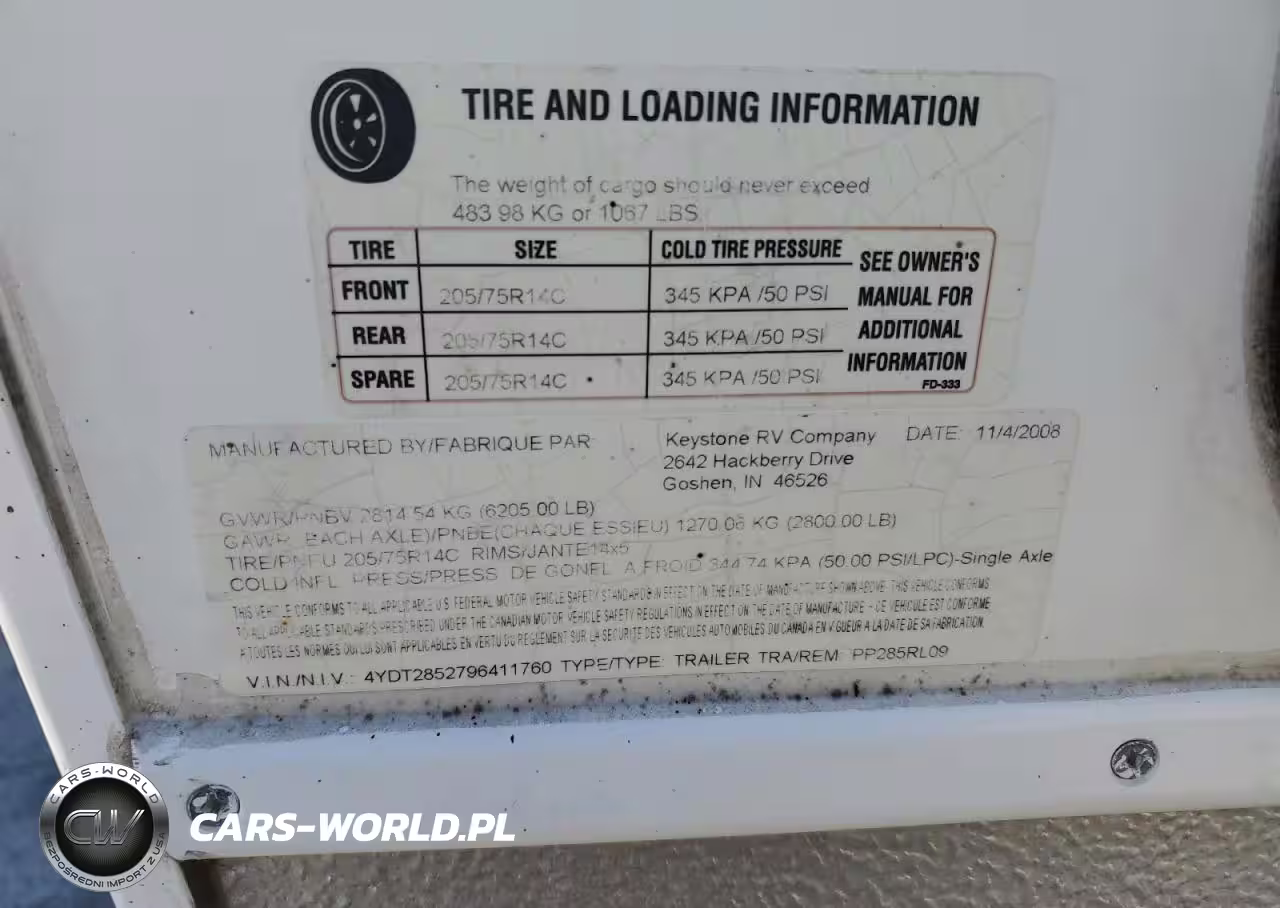 TIRE AND LOADING INFORMATION
The weight of cargo should never exceed
483.98 KG or 1067 LBS.
TIRE SIZE COLD TIRE PRESSURE SEE OWNER'S MANUAL FOR ADDITIONAL INFORMATION
FRONT 205/75R14C 345 KPA /50 PSI
REAR 205/75R14C 345 KPA /50 PSI
SPARE 205/75R14C 345 KPA /50 PSI
FD-333
MANUFACTURED BY/FABRIQUE PAR Keystone RV Company DATE: 11/4/2008
2642 Hackberry Drive
Goshen, IN 46526
GVWR/PNBV 2814.54 KG (6205.00 LB)
GAWR (EACH AXLE)/PNBE(CHAQUE ESSIEU) 1270.06 KG (2800.00 LB)
TIRE/PNEU 205/75R14C RIMS/JANTE14x5
COLD INFL. PRESS/PRESS. DE GONFL. A FROID 344.74 KPA (50.00 PSI/LPC)-Single Axle
THIS VEHICLE CONFORMS TO ALL APPLICABLE U.S. FEDERAL MOTOR VEHICLE SAFETY STANDARDS IN EFFECT ON THE DATE OF MANUFACTURE SHOWN ABOVE. THIS VEHICLE CONFORMS
TO ALL APPLICABLE STANDARDS PRESCRIBED UNDER THE CANADIAN MOTOR VEHICLE SAFETY REGULATIONS IN EFFECT ON THE DATE OF MANUFACTURE - CE VEHICULE EST CONFORME
A TOUTES LES NORMES QUI LUI SONT APPLICABLES EN VERTU DU REGLEMENT SUR LA SECURITE DES VEHICULES AUTOMOBILES DU CANADA EN VIGUEUR A LA DATE DE SA FABRICATION.
V.I.N./N.I.V.: 4YDT2852796411760 TYPE/TYPE: TRAILER TRA/REM: PP285RL09
CARS-WORLD
CW
BEZPOŚREDNI IMPORT Z USA
CARS-WORLD.PL